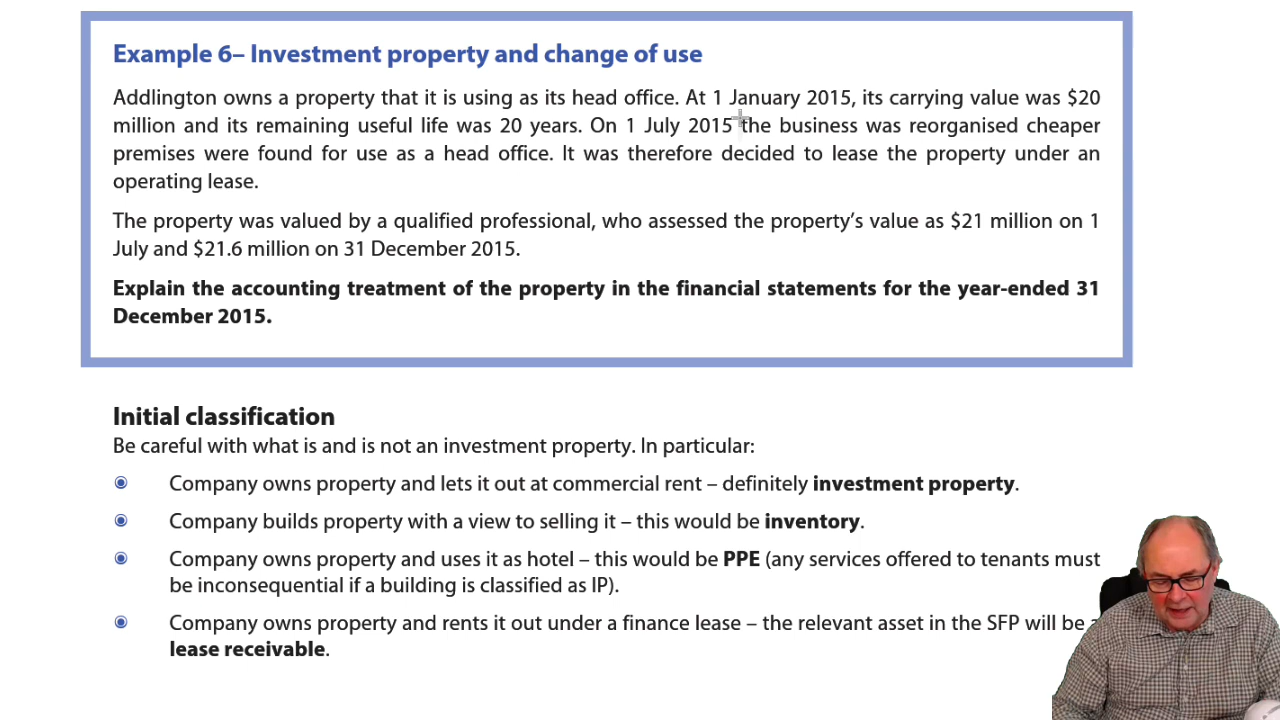 Example 6– Investment property and change of use
Addlington owns a property that it is using as its head office. At 1 January 2015, its carrying value was $20
million and its remaining useful life was 20 years. On 1 July 2015 the business was reorganised cheaper
premises were found for use as a head office. It was therefore decided to lease the property under an
operating lease.
The property was valued by a qualified professional, who assessed the property’s value as $21 million on 1
July and $21.6 million on 31 December 2015.
Explain the accounting treatment of the property in the financial statements for the year-ended 31
December 2015.
Initial classification
Be careful with what is and is not an investment property. In particular:
Company owns property and lets it out at commercial rent – definitely investment property.
Company builds property with a view to selling it – this would be inventory.
Company owns property and uses it as hotel – this would be PPE (any services offered to tenants must
be inconsequential if a building is classified as IP).
Company owns property and rents it out under a finance lease – the relevant asset in the SFP will be
lease receivable.